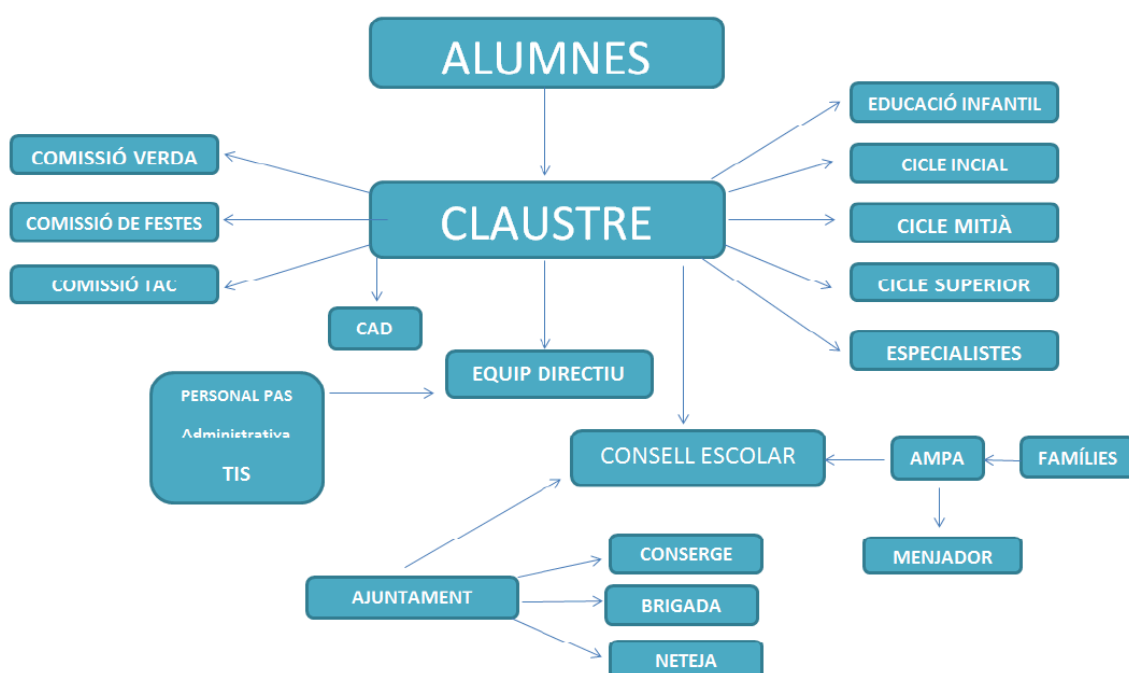 ALUMNES
EDUCACIÓ INFANTIL
COMISSIÓ VERDA
CICLE INCIAL
COMISSIÓ DE FESTES
CLAUSTRE
CICLE MITJÀ
COMISSIÓ TAC
CICLE SUPERIOR
CAD
ESPECIALISTES
EQUIP DIRECTIU
PERSONAL PAS
Administrativa
TIS
CONSELL ESCOLAR
AMPA
FAMÍLIES
CONSERGE
MENJADOR
AJUNTAMENT
BRIGADA
NETEJA